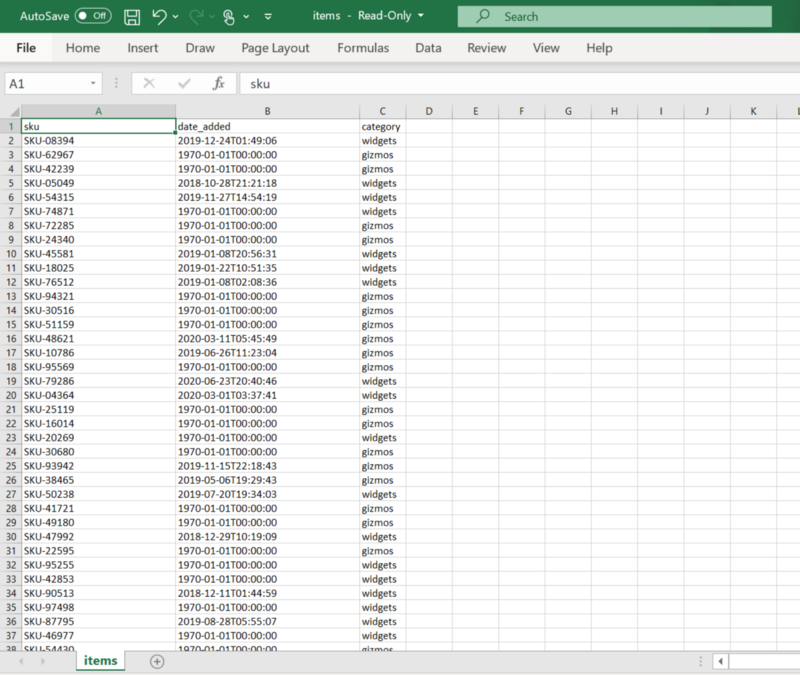 AutoSave Off items - Read-Only Search
File Home Insert Draw Page Layout Formulas Data Review View Help
A1 fx sku
A B C D E F G H I J K L
1 sku date_added category
2 SKU-08394 2019-12-24T01:49:06 widgets
3 SKU-62967 1970-01-01T00:00:00 gizmos
4 SKU-42239 1970-01-01T00:00:00 gizmos
5 SKU-05049 2018-10-28T21:21:18 widgets
6 SKU-54315 2019-11-27T14:54:19 widgets
7 SKU-74871 1970-01-01T00:00:00 widgets
8 SKU-72285 1970-01-01T00:00:00 gizmos
9 SKU-24340 1970-01-01T00:00:00 gizmos
10 SKU-45581 2019-01-08T20:56:31 widgets
11 SKU-18025 2019-01-22T10:51:35 widgets
12 SKU-76512 2019-01-08T02:08:36 widgets
13 SKU-94321 1970-01-01T00:00:00 gizmos
14 SKU-30516 1970-01-01T00:00:00 gizmos
15 SKU-51159 1970-01-01T00:00:00 gizmos
16 SKU-48621 2020-03-11T05:45:49 gizmos
17 SKU-10786 2019-06-26T11:23:04 gizmos
18 SKU-95569 1970-01-01T00:00:00 gizmos
19 SKU-79286 2020-06-23T20:40:46 widgets
20 SKU-04364 2020-03-01T03:37:41 widgets
21 SKU-25119 1970-01-01T00:00:00 gizmos
22 SKU-16014 1970-01-01T00:00:00 gizmos
23 SKU-20269 1970-01-01T00:00:00 widgets
24 SKU-30680 1970-01-01T00:00:00 gizmos
25 SKU-93942 2019-11-15T22:18:43 gizmos
26 SKU-38465 2019-05-06T19:29:43 gizmos
27 SKU-50238 2019-07-20T19:34:03 widgets
28 SKU-41721 1970-01-01T00:00:00 gizmos
29 SKU-49180 1970-01-01T00:00:00 gizmos
30 SKU-47992 2018-12-29T10:19:09 widgets
31 SKU-22595 1970-01-01T00:00:00 gizmos
32 SKU-95255 1970-01-01T00:00:00 widgets
33 SKU-42853 1970-01-01T00:00:00 widgets
34 SKU-90513 2018-12-11T01:44:59 widgets
35 SKU-97498 1970-01-01T00:00:00 widgets
36 SKU-87795 2019-08-28T05:55:07 widgets
37 SKU-46977 1970-01-01T00:00:00 widgets
38 SKU-54430 1970-01-01T00:00:00 gizmos
items